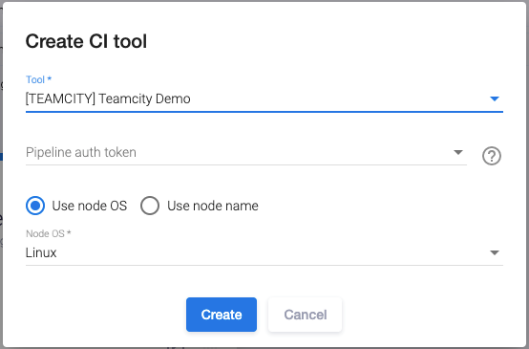 Create CI tool
Tool *
[TEAMCITY] Teamcity Demo
Pipeline auth token
Use node OS Use node name
Node OS *
Linux
Create Cancel